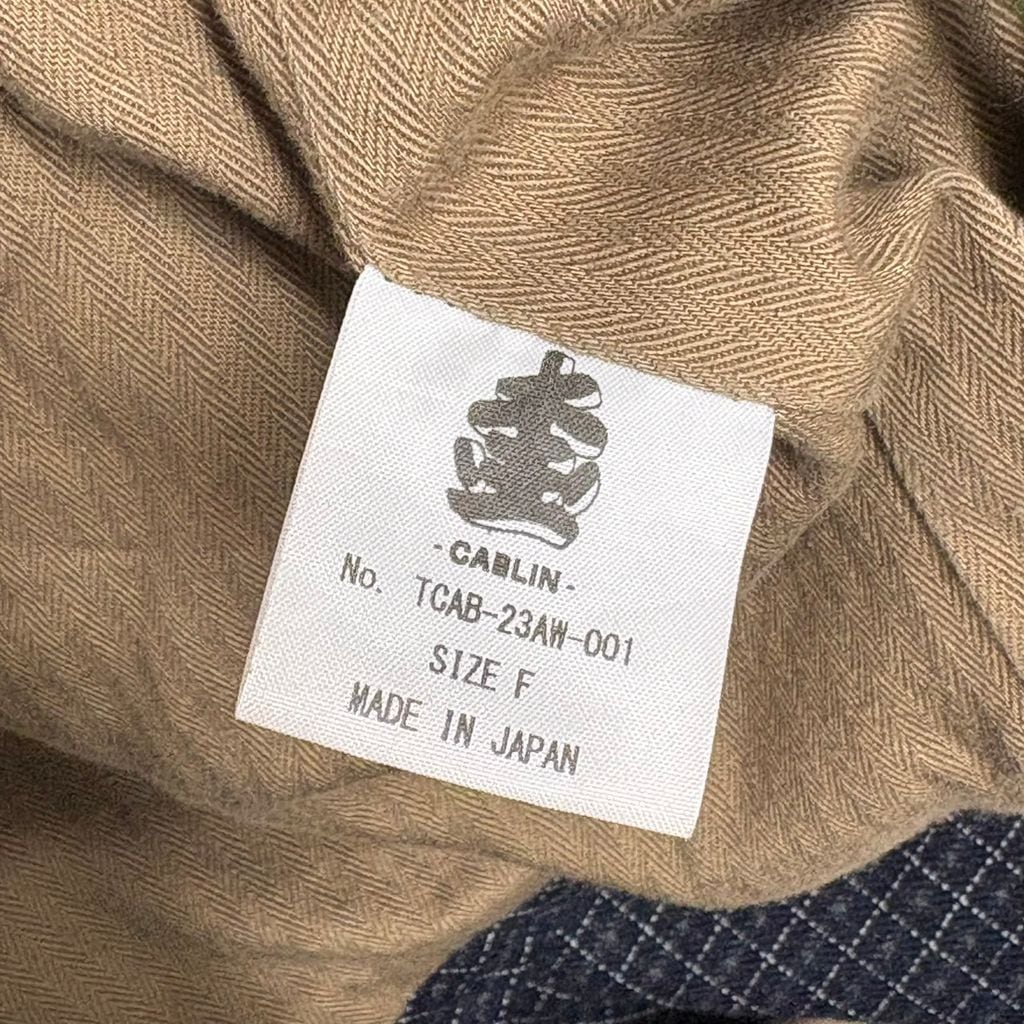 - CABLIN -
No. TCAB-23AW-001
SIZE F
MADE IN JAPAN